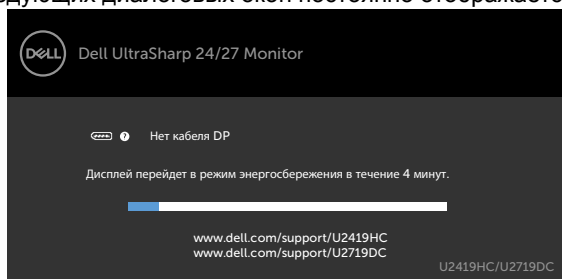 дующих диалоговых окон постоянно отображаетс
DELL Dell UltraSharp 24/27 Monitor
? Нет кабеля DP
Дисплей перейдет в режим энергосбережения в течение 4 минут.
www.dell.com/support/U2419HC
www.dell.com/support/U2719DC
U2419HC/U2719DC